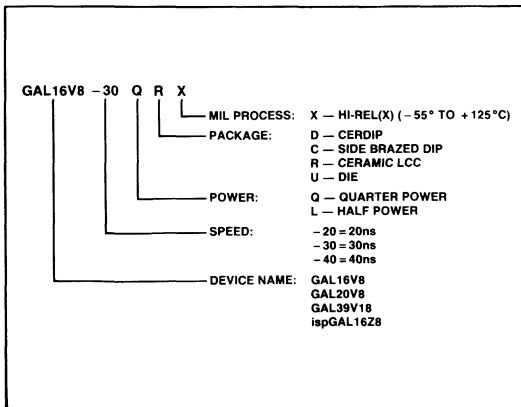 GAL16V8 -30 Q R X
MIL PROCESS: X — HI-REL(X) (-55° TO +125°C)
PACKAGE: D — CERDIP
C — SIDE BRAZED DIP
R — CERAMIC LCC
U — DIE
POWER: Q — QUARTER POWER
L — HALF POWER
SPEED: -20 = 20ns
-30 = 30ns
-40 = 40ns
DEVICE NAME: GAL16V8
GAL20V8
GAL39V18
ispGAL16Z8